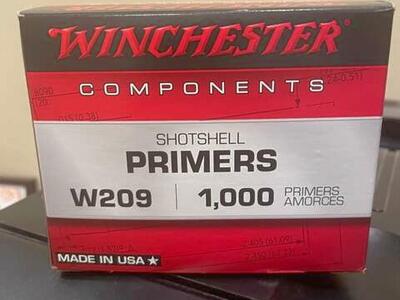 WINCHESTER
COMPONENTS
SHOTSHELL
PRIMERS
W209 | 1,000 PRIMERS
AMORCES
MADE IN USA